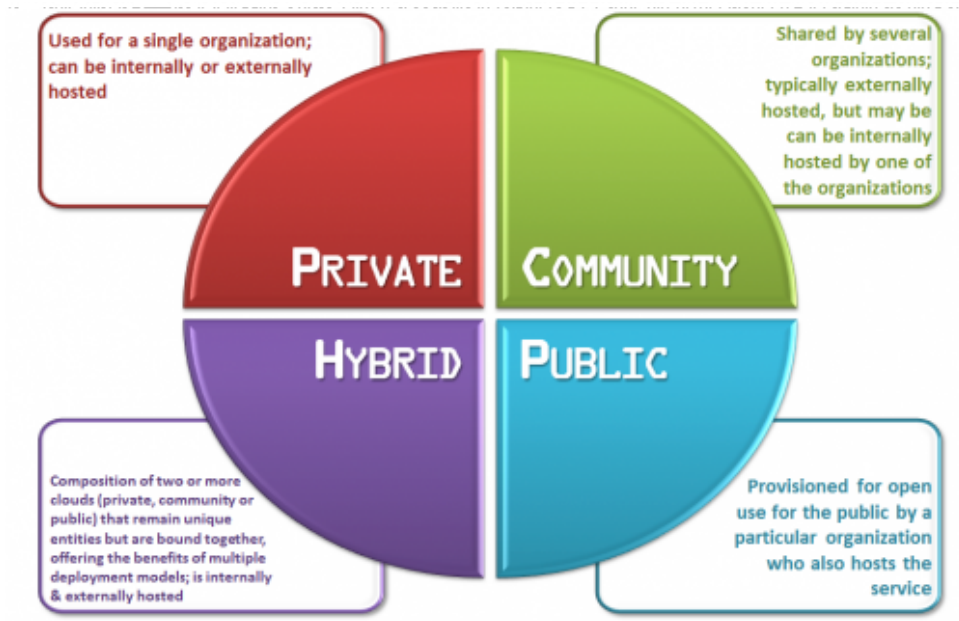 Used for a single organization;
can be internally or externally
hosted
Shared by several
organizations;
typically externally
hosted, but may be
can be internally
hosted by one of
the organizations
PRIVATE
COMMUNITY
HYBRID
PUBLIC
Composition of two or more
clouds (private, community or
public) that remain unique
entities but are bound together,
offering the benefits of multiple
deployment models; is internally
& externally hosted
Provisioned for open
use for the public by a
particular organization
who also hosts the
service